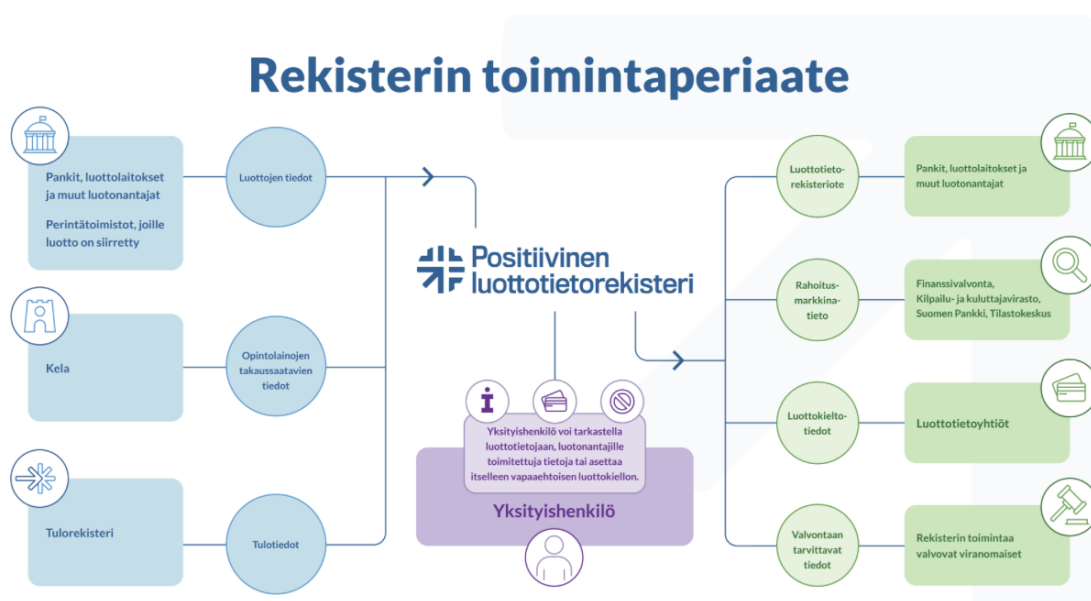 Rekisterin toimintaperiaate
Pankit, luottolaitokset
ja muut luotonantajat
Perintätoimistot, joille
luotto on siirretty
Luottojen tiedot
Kela
Opintolainojen
takaussaatavien
tiedot
Tulorekisteri
Tulotiedot
Positiivinen
luottotietorekisteri
Yksityishenkilö voi tarkastella
luottotietojaan, luotonantajille
toimitettuja tietoja tai asettaa
itselleen vapaaehtoisen luottokiellon.
Yksityishenkilö
Luottotieto-
rekisteriote
Pankit, luottolaitokset ja
muut luotonantajat
Rahoitus-
markkina-
tieto
Finanssivalvonta,
Kilpailu- ja kuluttajavirasto,
Suomen Pankki, Tilastokeskus
Luottokielto-
tiedot
Luottotietoyhtiöt
Valvontaan
tarvittavat
tiedot
Rekisterin toimintaa
valvovat viranomaiset